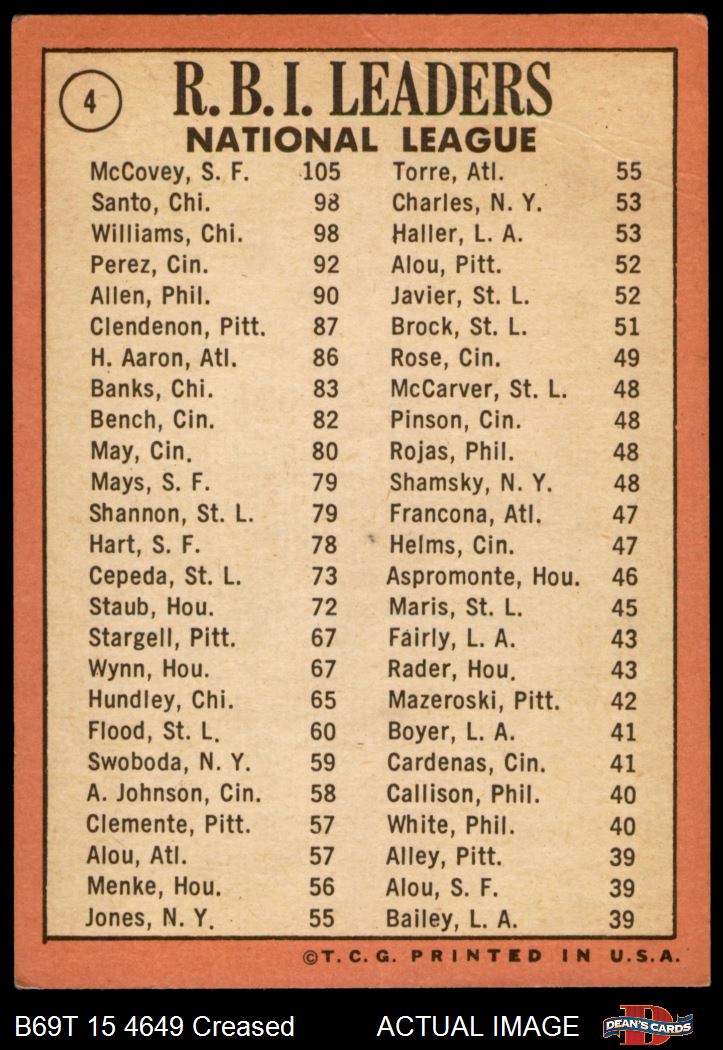 4
R.B.I. LEADERS
NATIONAL LEAGUE
McCovey, S. F. 105
Santo, Chi. 98
Williams, Chi. 98
Perez, Cin. 92
Allen, Phil. 90
Clendenon, Pitt. 87
H. Aaron, Atl. 86
Banks, Chi. 83
Bench, Cin. 82
May, Cin. 80
Mays, S. F. 79
Shannon, St. L. 79
Hart, S. F. 78
Cepeda, St. L. 73
Staub, Hou. 72
Stargell, Pitt. 67
Wynn, Hou. 67
Hundley, Chi. 65
Flood, St. L. 60
Swoboda, N. Y. 59
A. Johnson, Cin. 58
Clemente, Pitt. 57
Alou, Atl. 57
Menke, Hou. 56
Jones, N. Y. 55
Torre, Atl. 55
Charles, N. Y. 53
Haller, L. A. 53
Alou, Pitt. 52
Javier, St. L. 52
Brock, St. L. 51
Rose, Cin. 49
McCarver, St. L. 48
Pinson, Cin. 48
Rojas, Phil. 48
Shamsky, N. Y. 48
Francona, Atl. 47
Helms, Cin. 47
Aspromonte, Hou. 46
Maris, St. L. 45
Fairly, L. A. 43
Rader, Hou. 43
Mazeroski, Pitt. 42
Boyer, L. A. 41
Cardenas, Cin. 41
Callison, Phil. 40
White, Phil. 40
Alley, Pitt. 39
Alou, S. F. 39
Bailey, L. A. 39
©T.C.G. PRINTED IN U.S.A.
B69T 15 4649 Creased ACTUAL IMAGE
D
DEAN'S CARDS